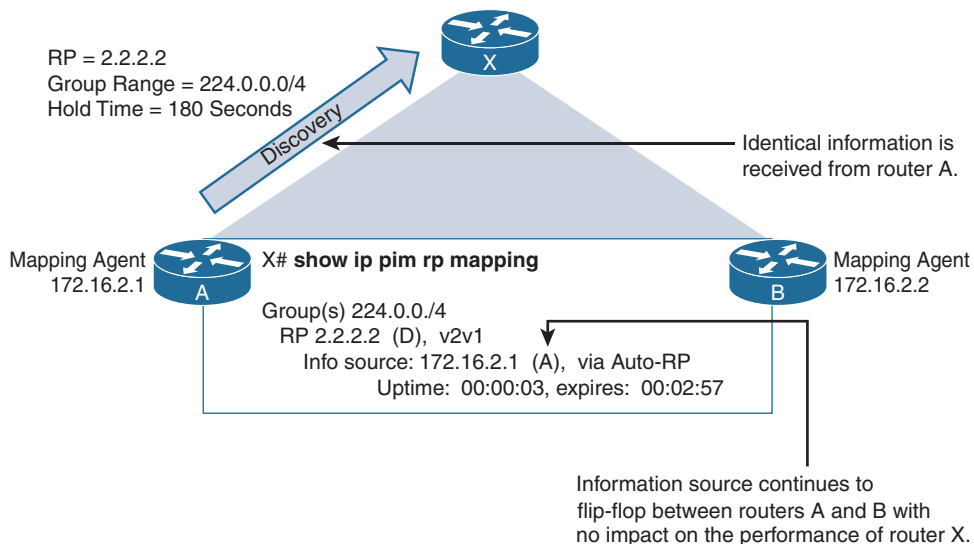 RP = 2.2.2.2
Group Range = 224.0.0.0/4
Hold Time = 180 Seconds
X
Discovery
Identical information is
received from router A.
Mapping Agent
172.16.2.1
A
X# show ip pim rp mapping
Group(s) 224.0.0./4
RP 2.2.2.2 (D), v2v1
Info source: 172.16.2.1 (A), via Auto-RP
Uptime: 00:00:03, expires: 00:02:57
B
Mapping Agent
172.16.2.2
Information source continues to
flip-flop between routers A and B with
no impact on the performance of router X.